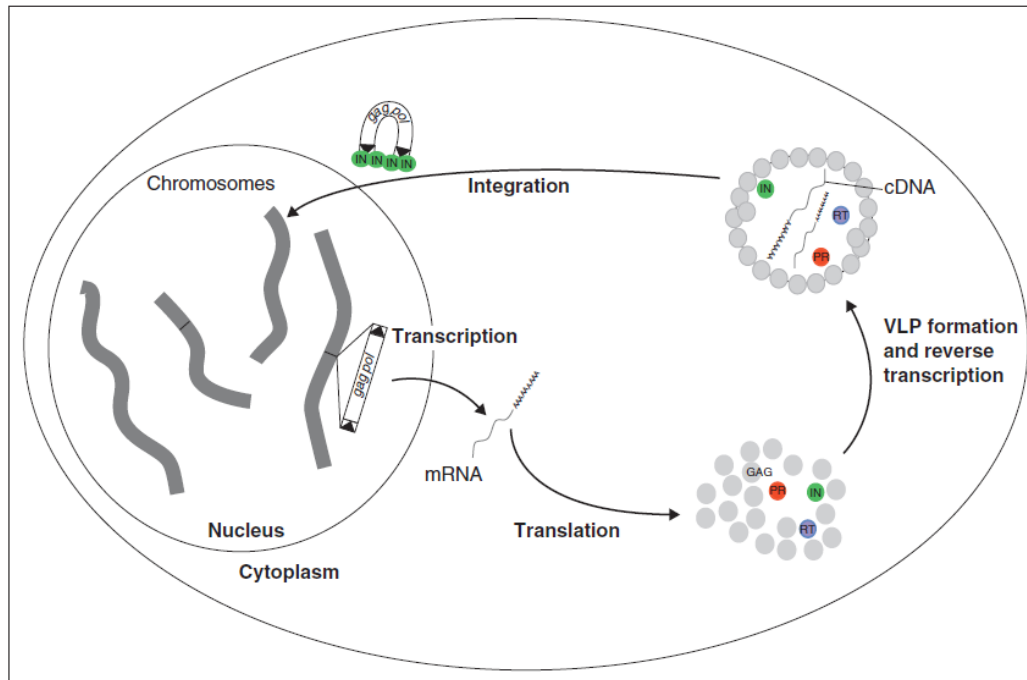 gag pol
IN IN IN IN
Chromosomes
Integration
IN
cDNA
RT
PR
Transcription
gag pol
VLP formation
and reverse
transcription
mRNA
GAG
PR
IN
RT
Translation
Nucleus
Cytoplasm